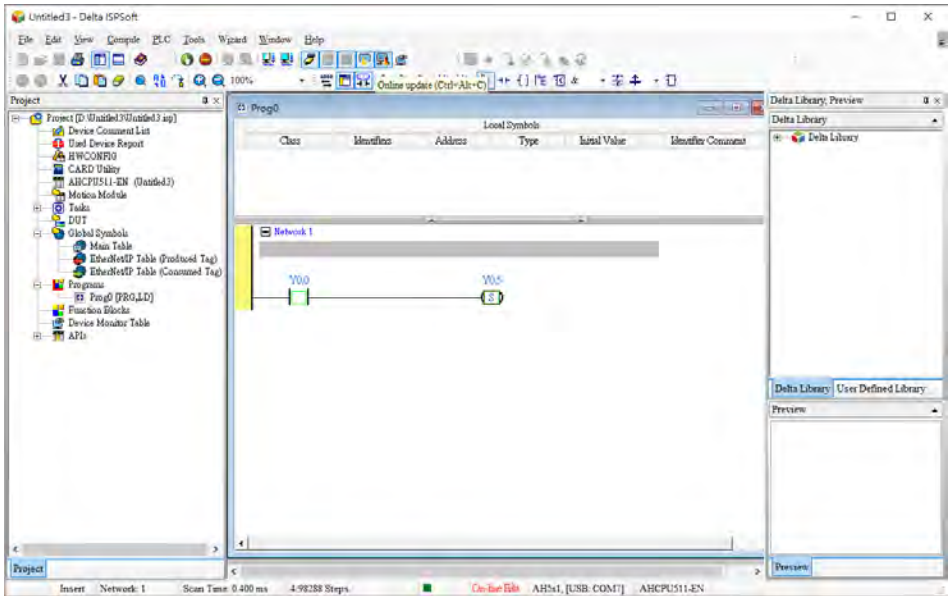 Untitled3 - Delta ISPSoft
File Edit View Compile PLC Tools Wizard Window Help
100%
Online update (Ctrl+Alt+C)
Project
Project [D:\Untitled3\Untitled3.isp]
Device Comment List
Used Device Report
HWCONFIG
CARD Utility
AHCPU511-EN (Untitled3)
Motion Module
Tasks
DUT
Global Symbols
Main Table
EtherNet/IP Table (Produced Tag)
EtherNet/IP Table (Consumed Tag)
Programs
Prog0 [PRG,LD]
Function Blocks
Device Monitor Table
APIs
Project
Prog0
Local Symbols
Class Identifiers Address Type Initial Value Identifier Comment
Network 1
Y0.0 Y0.5
S
Delta Library, Preview
Delta Library
Delta Library
Delta Library User Defined Library
Preview
Preview
Insert Network: 1 Scan Time 0.400 ms 4.98288 Steps On-line Edit AH5x1, [USB: COM7] AHCPU511-EN